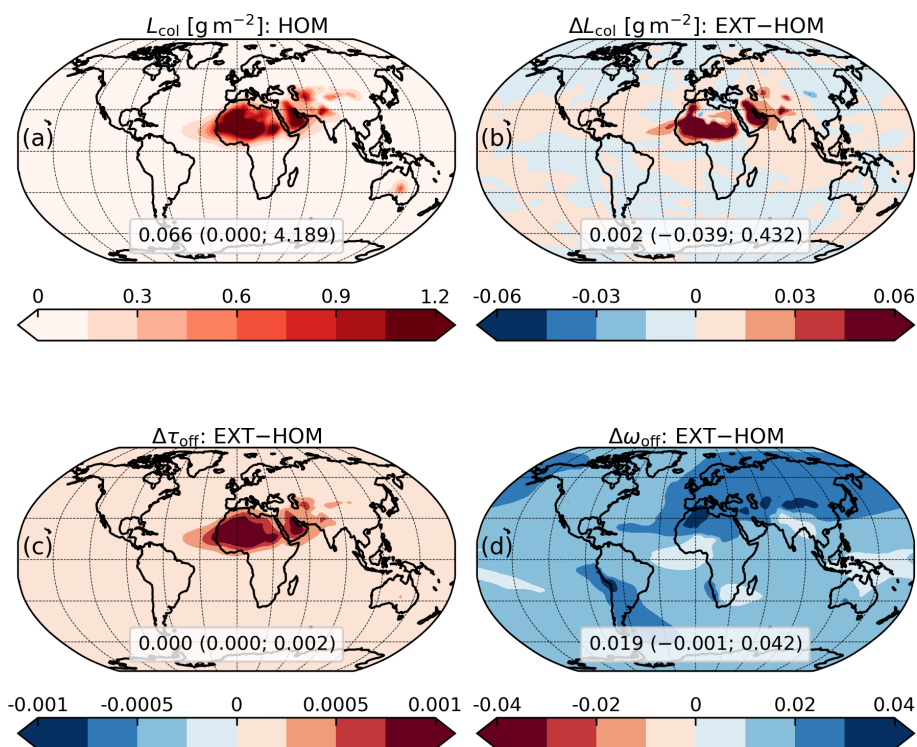 L_col [g m⁻²]: HOM
ΔL_col [g m⁻²]: EXT−HOM
(a)
(b)
0.066 (0.000; 4.189)
0.002 (−0.039; 0.432)
0 0.3 0.6 0.9 1.2
-0.06 -0.03 0 0.03 0.06
Δτ_off: EXT−HOM
Δω_off: EXT−HOM
(c)
(d)
0.000 (0.000; 0.002)
0.019 (−0.001; 0.042)
-0.001 -0.0005 0 0.0005 0.001
-0.04 -0.02 0 0.02 0.04